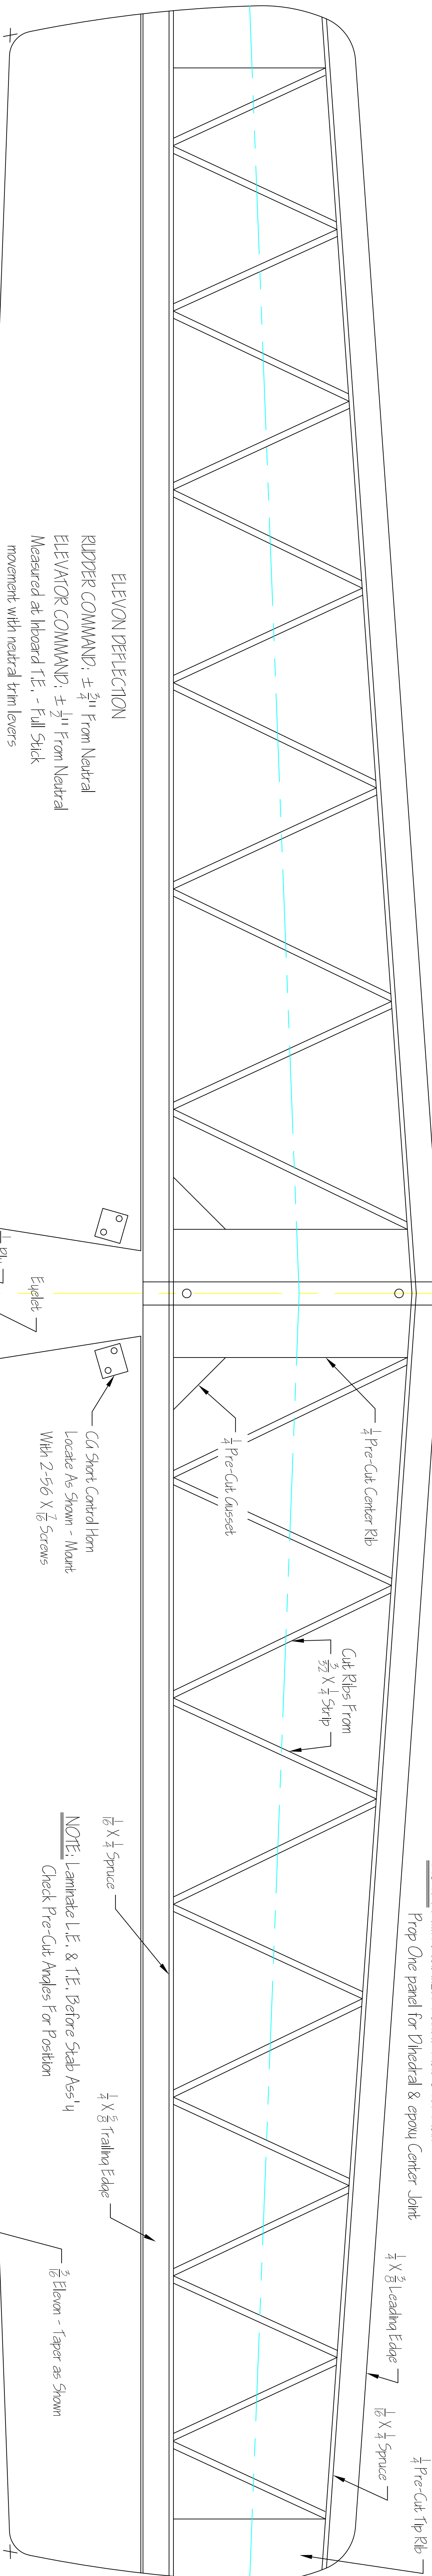 ELEVON DEFLECTION
RUDDER COMMAND: ± 3/4" From Neutral
ELEVATOR COMMAND: ± 1/2" From Neutral
Measured at Inboard T.E. - Full Stick
movement with neutral trim levers
Eyelet
CG Short Control Horn
Locate As Shown - Mount
With 2-56 X 7/16 Screws
1/4 Pre-Cut Center Rib
1/4 Pre-Cut Gusset
Cut Ribs From
3/32 X 1/4 Strip
Prop One panel for Dihedral & epoxy Center Joint
1/16 X 1/4 Spruce
NOTE: Laminate L.E. & T.E. Before Stab Ass'y
Check Pre-Cut Angles For Position
1/4 X 5/8 Trailing Edge
3/16 Elevon - Taper as Shown
1/4 X 3/8 Leading Edge
1/16 X 1/4 Spruce
1/4 Pre-Cut Tip Rib